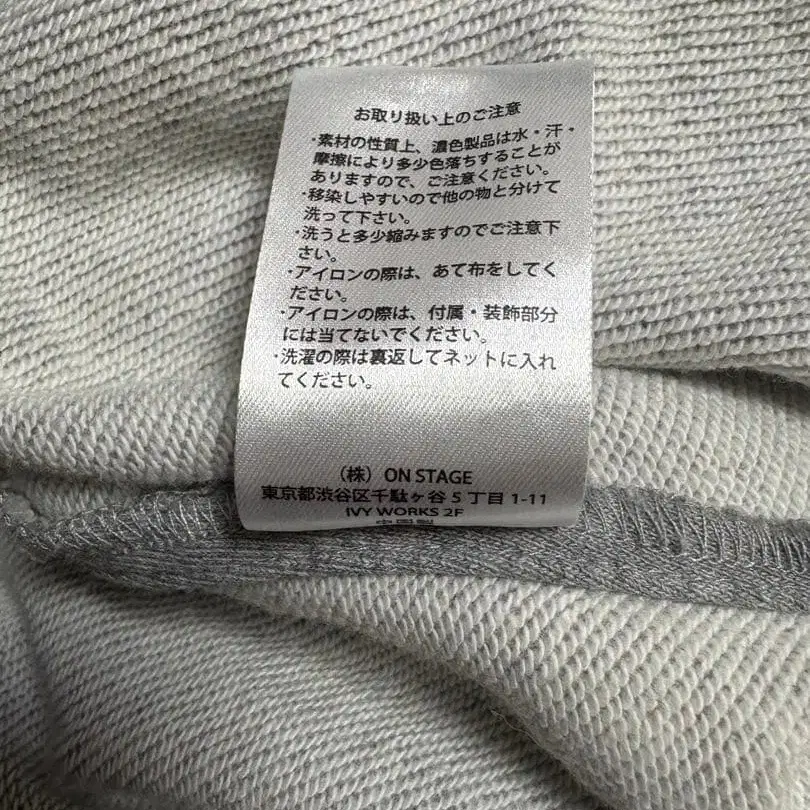 お取り扱い上のご注意
・素材の性質上、濃色製品は水・汗・
摩擦により多少色落ちすることが
ありますので、ご注意ください。
・移染しやすいので他の物と分けて
洗って下さい。
・洗うと多少縮みますのでご注意下
さい。
・アイロンの際は、あて布をしてく
ださい。
・アイロンの際は、付属・装飾部分
には当てないでください。
・洗濯の際は裏返してネットに入れ
てください。
（株）ON STAGE
東京都渋谷区千駄ヶ谷5丁目1-11
IVY WORKS 2F
中国製